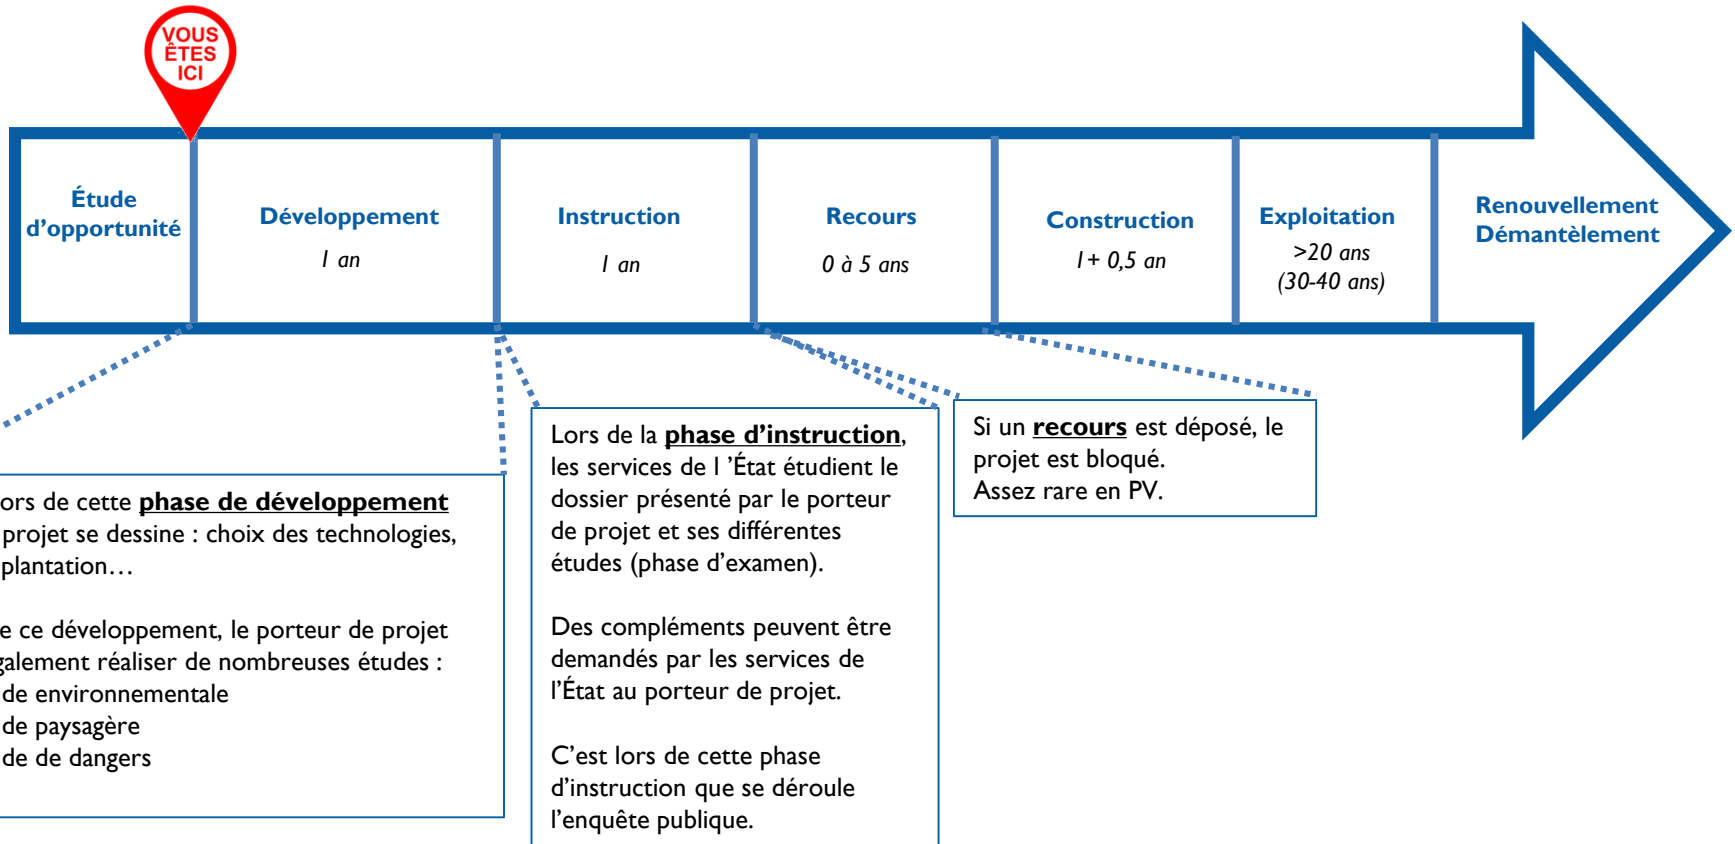 VOUS
ÊTES
ICI
Étude
d’opportunité
Développement
1 an
Instruction
1 an
Recours
0 à 5 ans
Construction
1+ 0,5 an
Exploitation
>20 ans
(30-40 ans)
Renouvellement
Démantèlement
ors de cette phase de développement
projet se dessine : choix des technologies,
plantation…
e ce développement, le porteur de projet
galement réaliser de nombreuses études :
de environnementale
de paysagère
de de dangers
Lors de la phase d’instruction,
les services de l ’État étudient le
dossier présenté par le porteur
de projet et ses différentes
études (phase d’examen).
Des compléments peuvent être
demandés par les services de
l’État au porteur de projet.
C’est lors de cette phase
d’instruction que se déroule
l’enquête publique.
Si un recours est déposé, le
projet est bloqué.
Assez rare en PV.